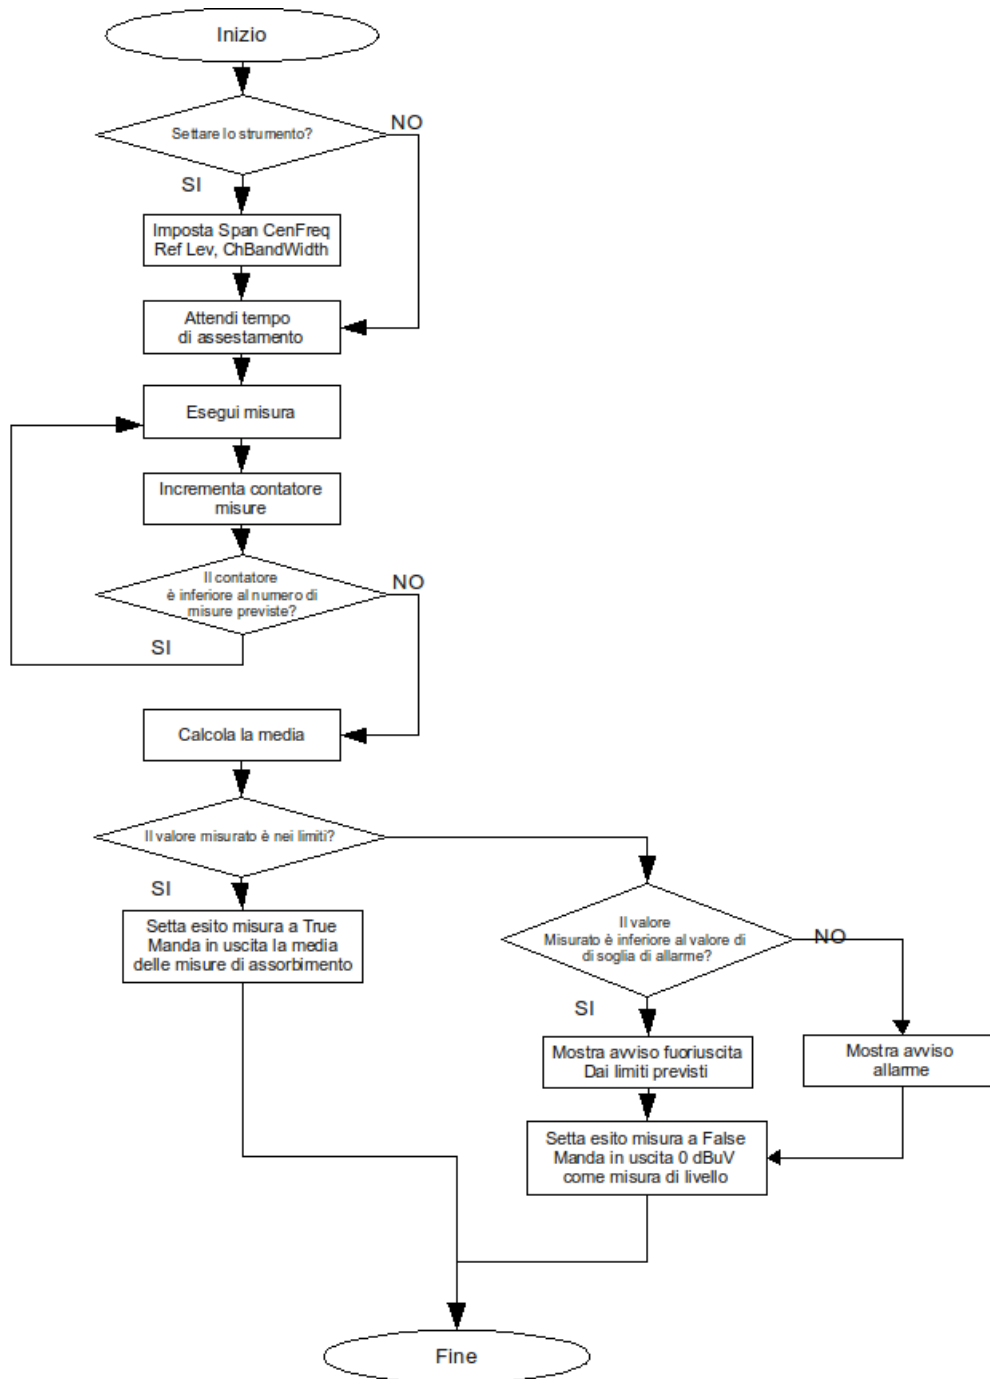 Inizio
Settare lo strumento?
NO
SI
Imposta Span CenFreq
Ref Lev, ChBandWidth
Attendi tempo
di assestamento
Esegui misura
Incrementa contatore
misure
Il contatore
è inferiore al numero di
misure previste?
NO
SI
Calcola la media
Il valore misurato è nei limiti?
SI
Setta esito misura a True
Manda in uscita la media
delle misure di assorbimento
Il valore
Misurato è inferiore al valore di
di soglia di allarme?
NO
SI
Mostra avviso fuoriuscita
Dai limiti previsti
Mostra avviso
allarme
Setta esito misura a False
Manda in uscita 0 dBuV
come misura di livello
Fine